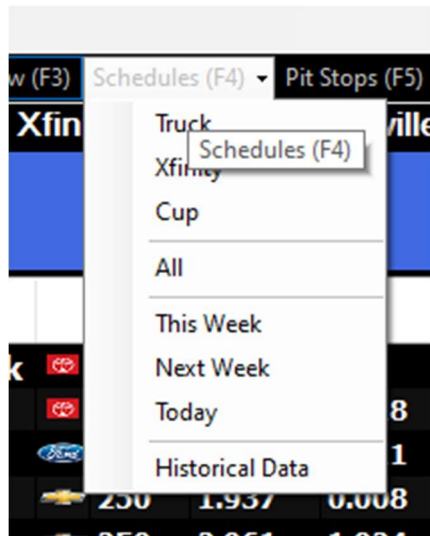 w (F3) Schedules (F4) Pit Stops (F5)
Xfin ville
Truck
Schedules (F4)
Xfinity
Cup
All
This Week
Next Week
k
Today
8
Ford
1
Historical Data
250 1.937 0.008